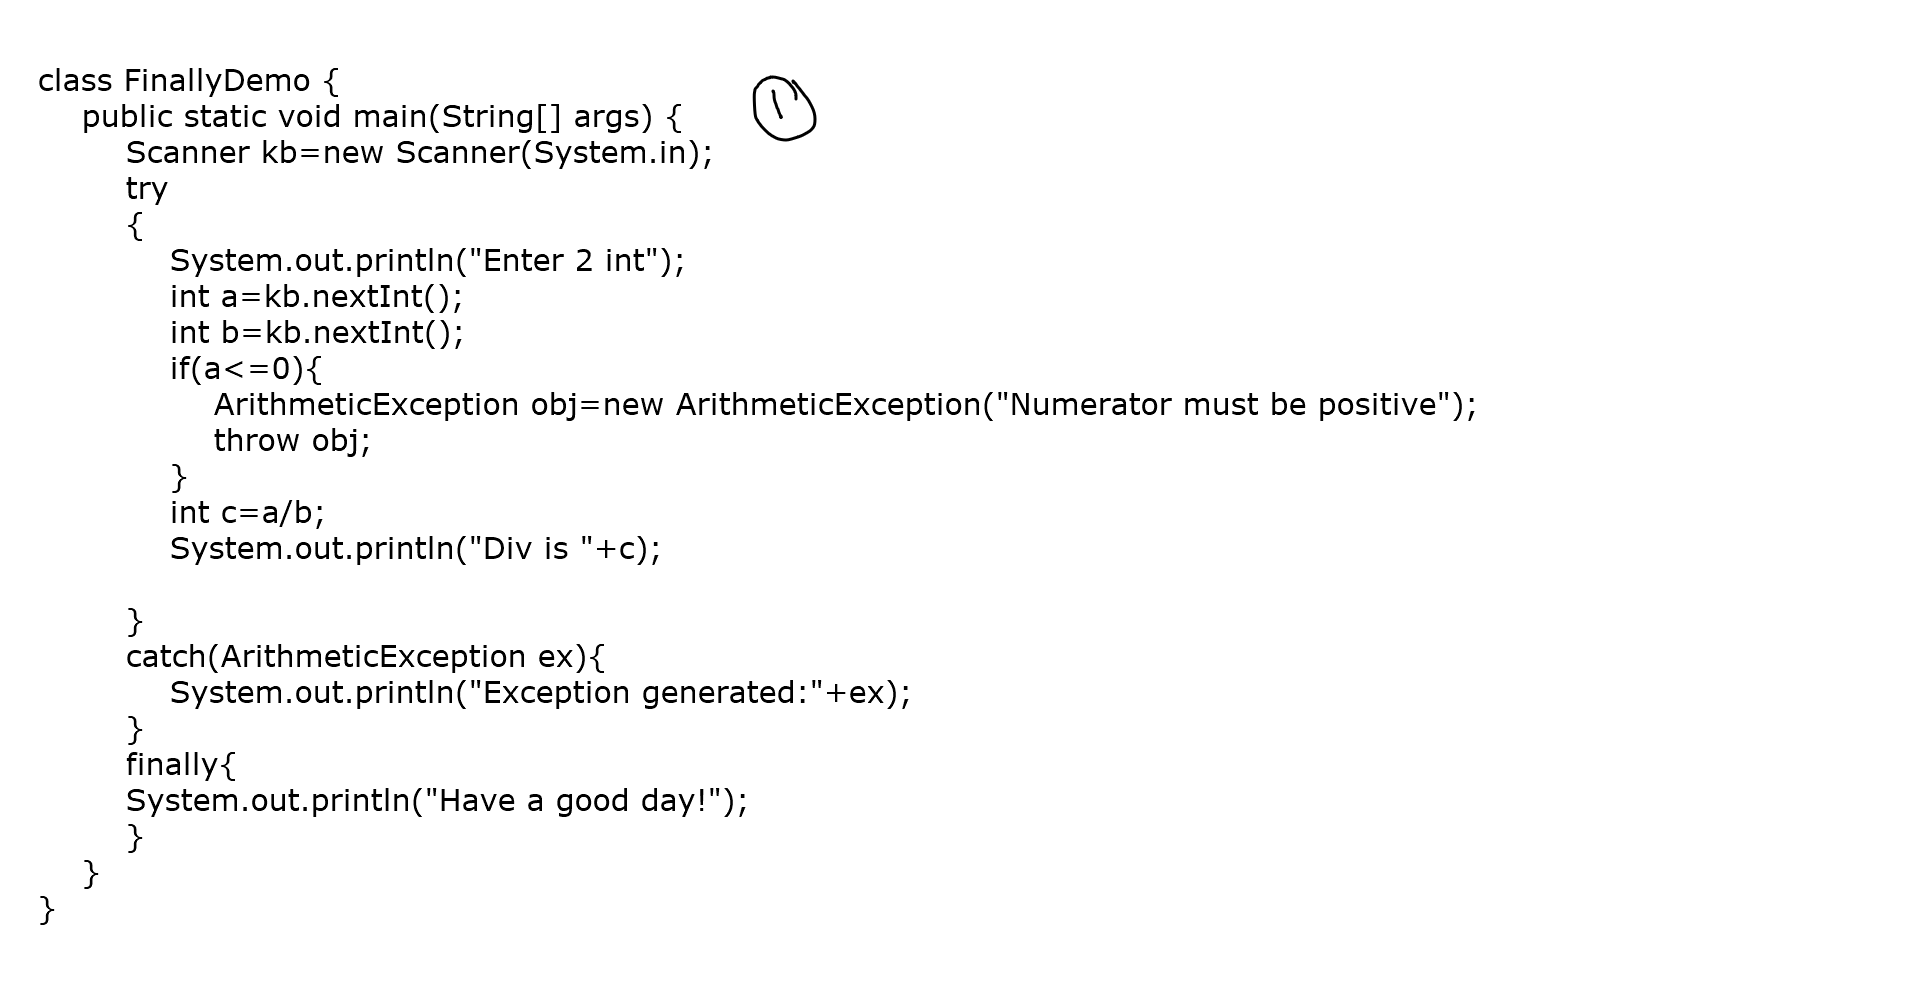 class FinallyDemo {
public static void main(String[] args) {
1
Scanner kb=new Scanner(System.in);
try
{
System.out.println("Enter 2 int");
int a=kb.nextInt();
int b=kb.nextInt();
if(a<=0){
ArithmeticException obj=new ArithmeticException("Numerator must be positive");
throw obj;
}
int c=a/b;
System.out.println("Div is "+c);
}
catch(ArithmeticException ex){
System.out.println("Exception generated:"+ex);
}
finally{
System.out.println("Have a good day!");
}
}
}